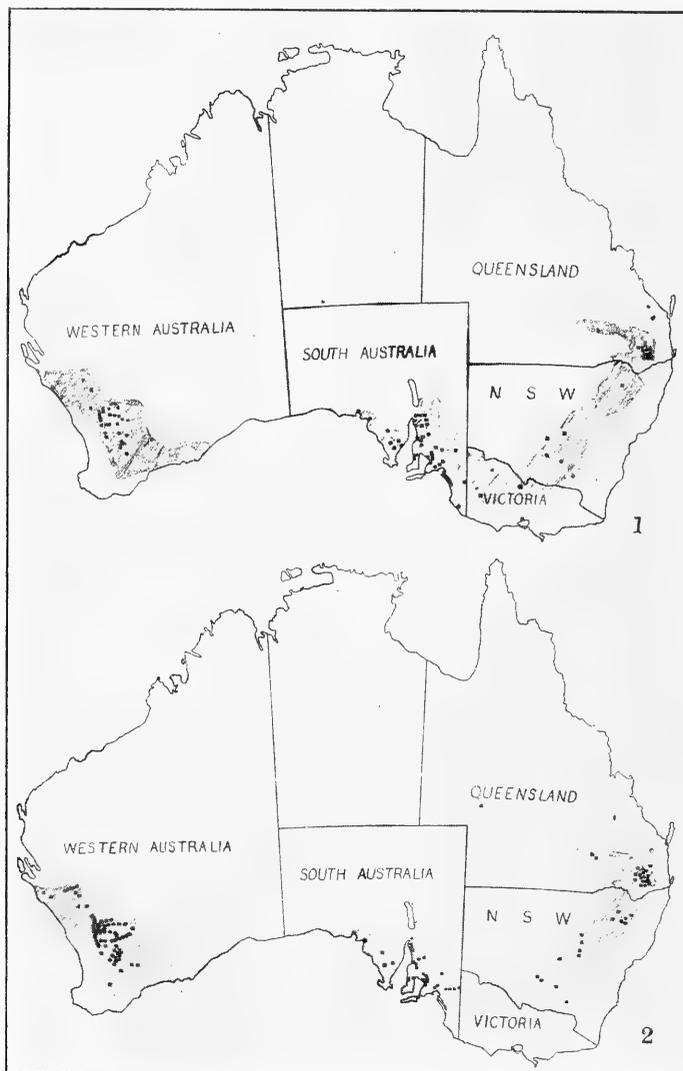 QUEENSLAND
WESTERN AUSTRALIA
SOUTH AUSTRALIA
N S W
VICTORIA
1
QUEENSLAND
WESTERN AUSTRALIA
SOUTH AUSTRALIA
N S W
VICTORIA
2